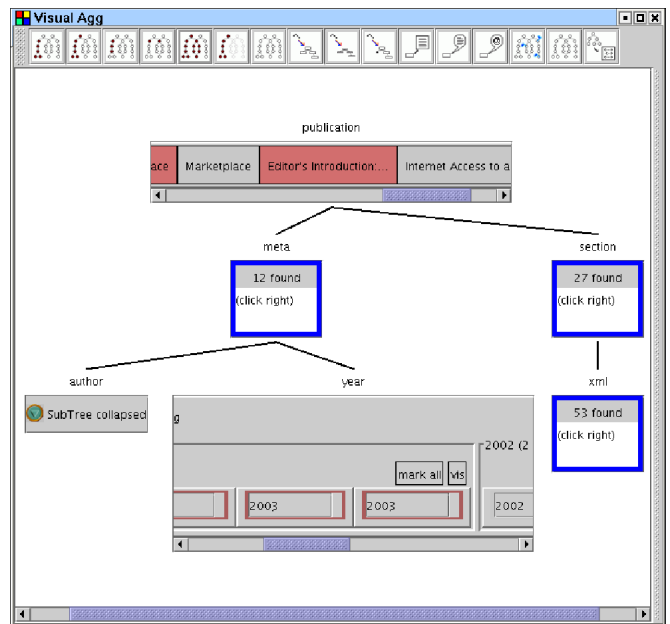 Visual Agg
publication
ace Marketplace Editor's Introduction:... Internet Access to a
meta section
12 found 27 found
(click right) (click right)
author year xml
SubTree collapsed 53 found
g (click right)
2002 (2
mark all vis
2003 2003 2002